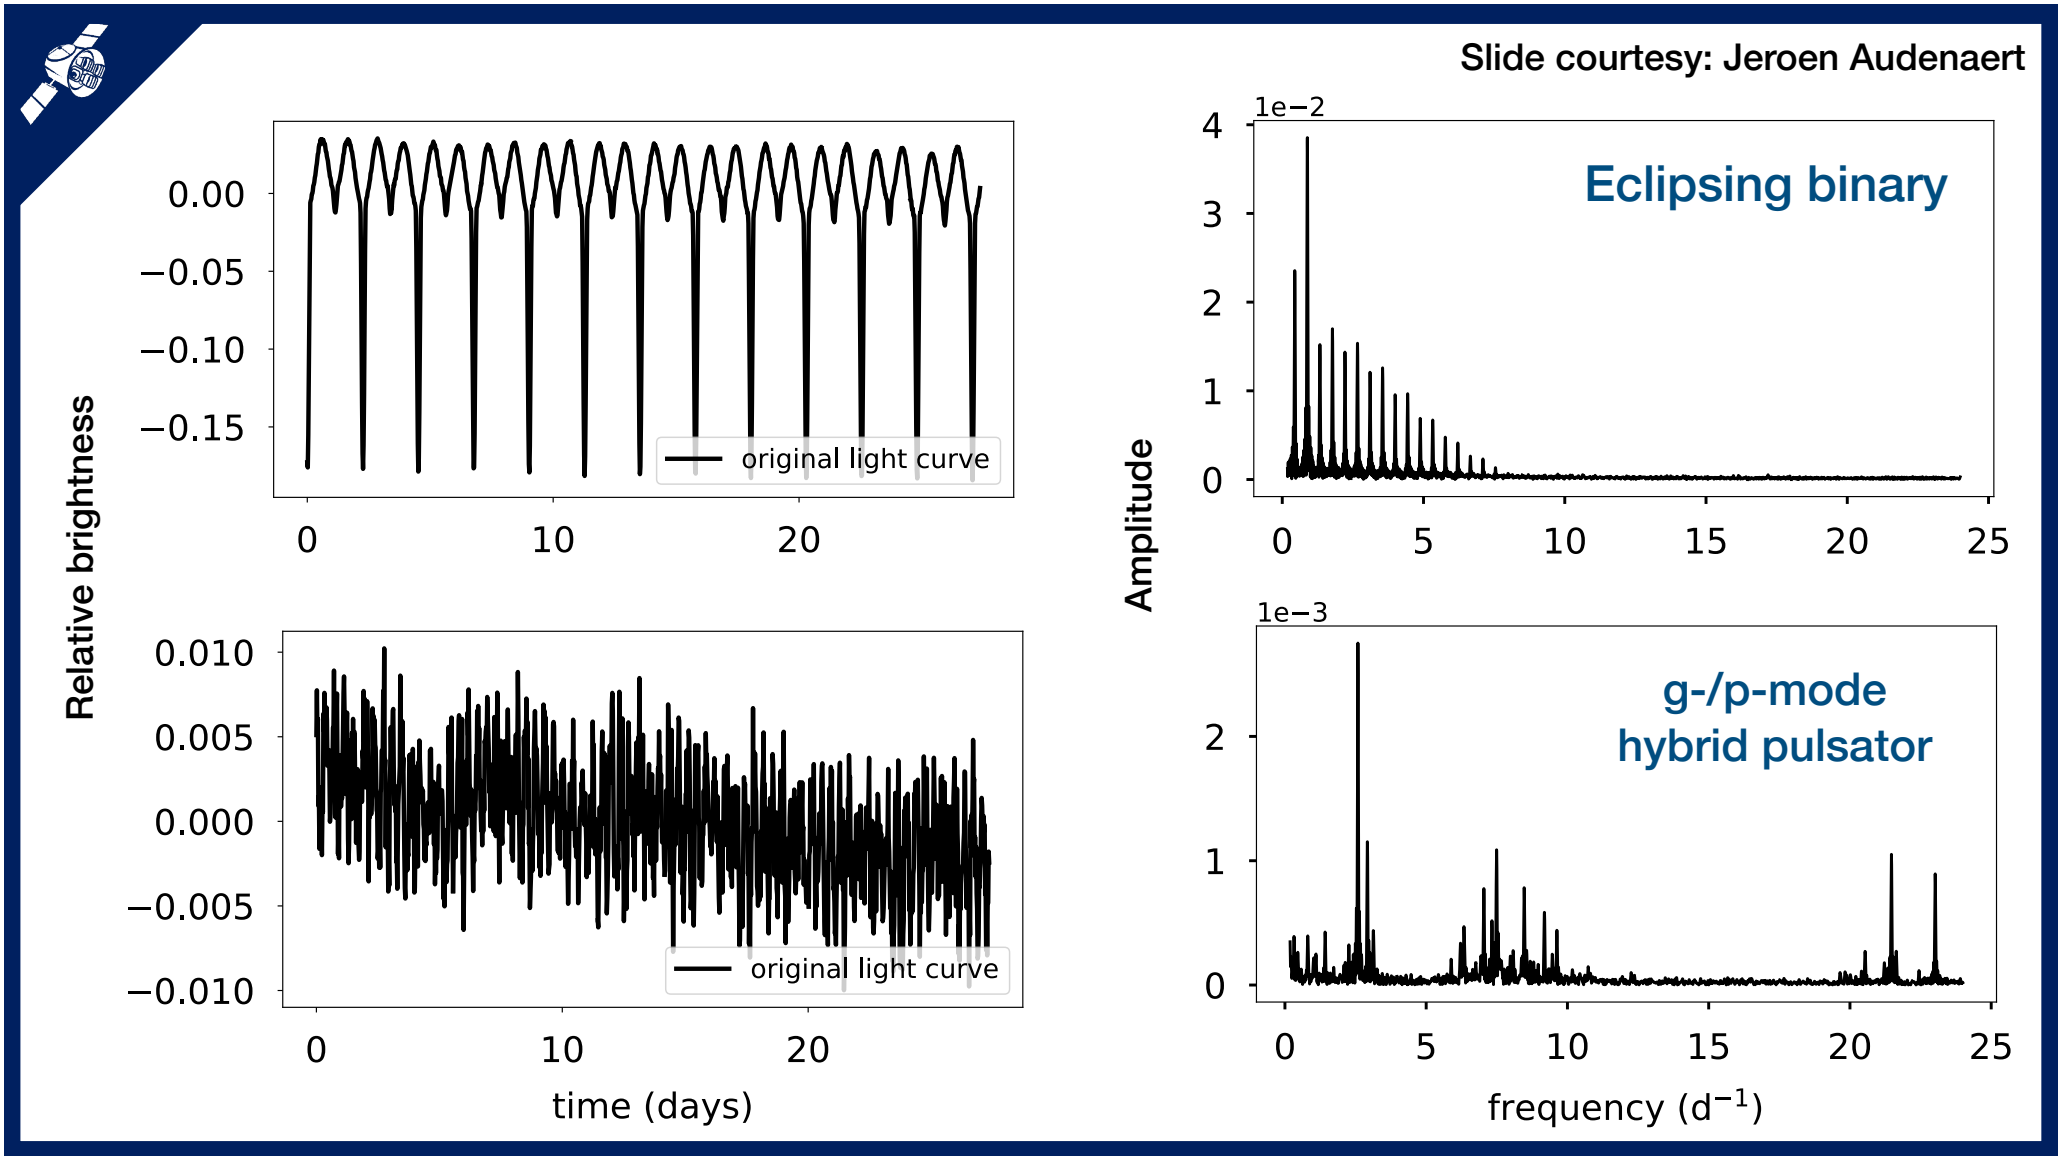 Slide courtesy: Jeroen Audenaert
Relative brightness
0.00
−0.05
−0.10
−0.15
original light curve
0 10 20
1e−2
4
3
2
1
0
Eclipsing binary
Amplitude
0 5 10 15 20 25
0.010
0.005
0.000
−0.005
−0.010
original light curve
0 10 20
time (days)
1e−3
2
1
0
g-/p-mode
hybrid pulsator
0 5 10 15 20 25
frequency (d⁻¹)